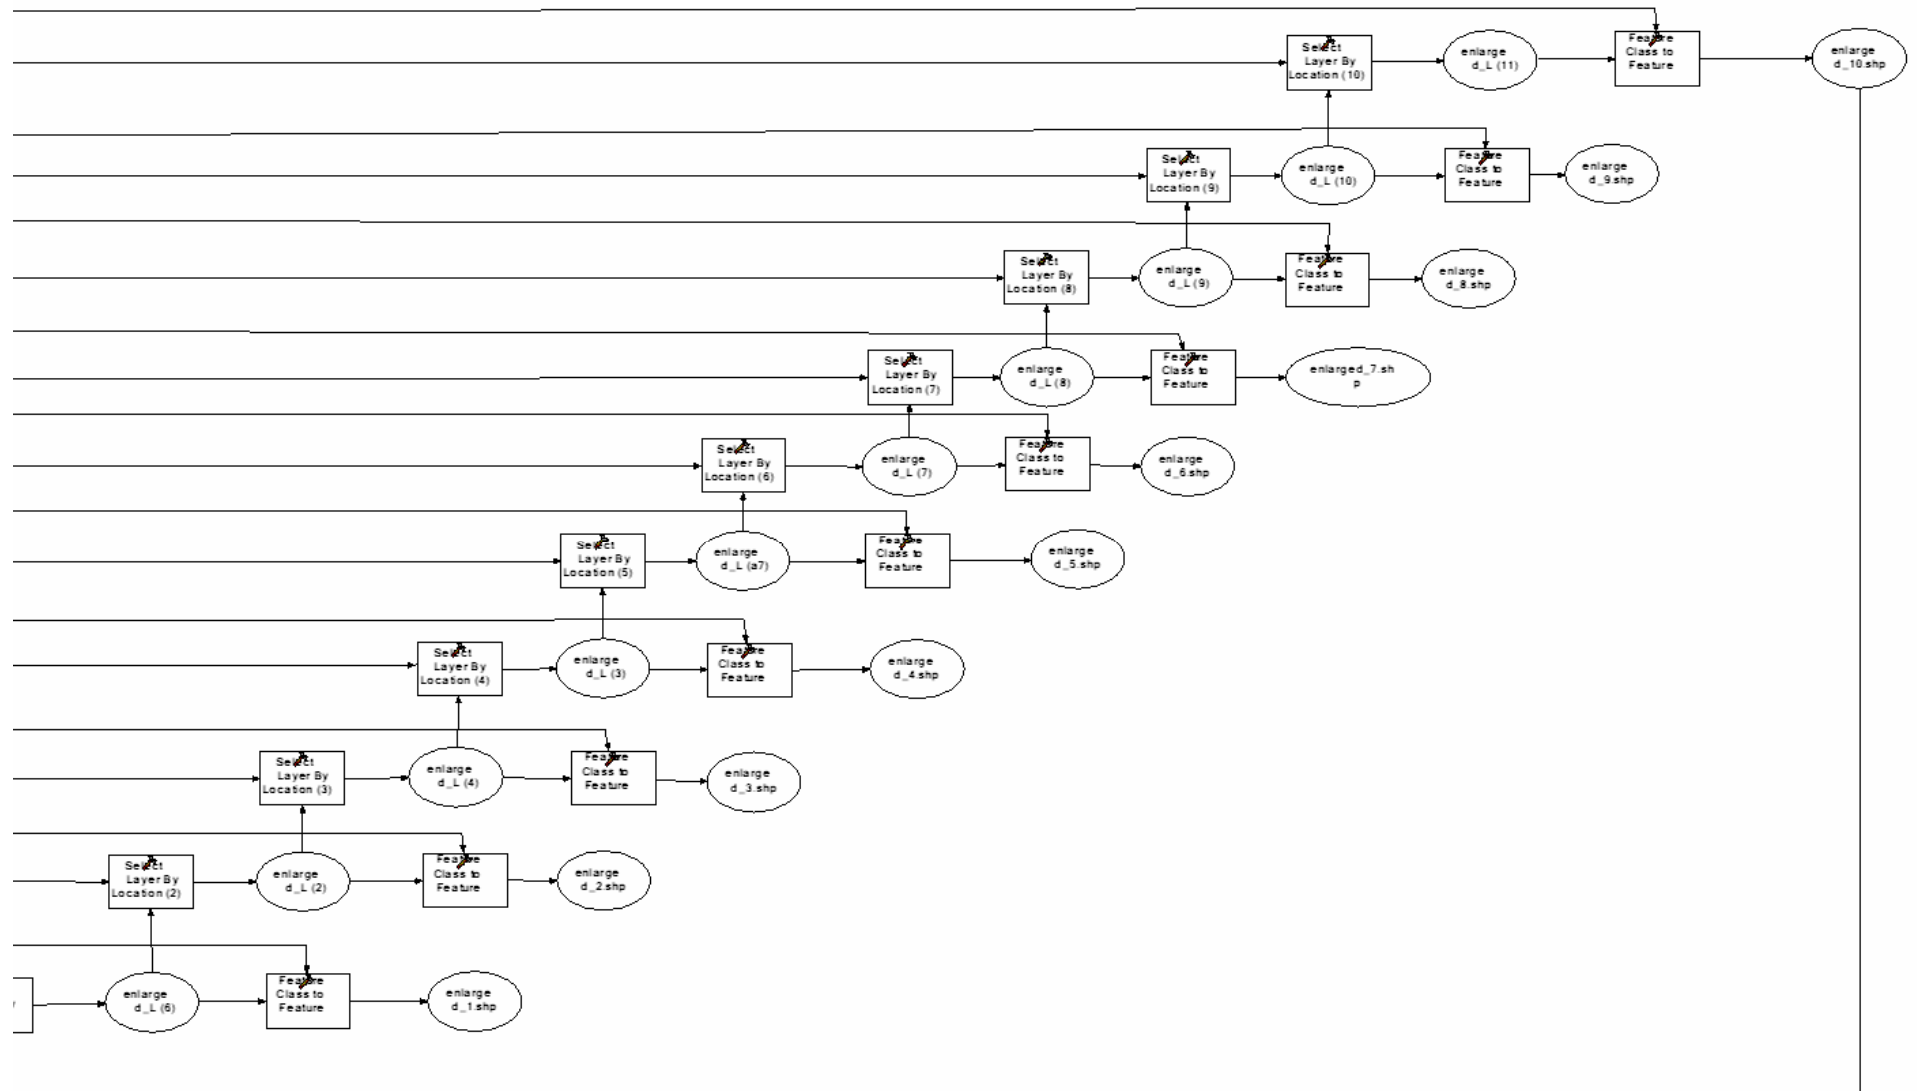 Select
Layer By
Location (10)
enlarge
d_L (11)
Feature
Class to
Feature
enlarge
d_10.shp
Select
Layer By
Location (9)
enlarge
d_L (10)
Feature
Class to
Feature
enlarge
d_9.shp
Select
Layer By
Location (8)
enlarge
d_L (9)
Feature
Class to
Feature
enlarge
d_8.shp
Select
Layer By
Location (7)
enlarge
d_L (8)
Feature
Class to
Feature
enlarged_7.sh
p
Select
Layer By
Location (6)
enlarge
d_L (7)
Feature
Class to
Feature
enlarge
d_6.shp
Select
Layer By
Location (5)
enlarge
d_L (a7)
Feature
Class to
Feature
enlarge
d_5.shp
Select
Layer By
Location (4)
enlarge
d_L (3)
Feature
Class to
Feature
enlarge
d_4.shp
Select
Layer By
Location (3)
enlarge
d_L (4)
Feature
Class to
Feature
enlarge
d_3.shp
Select
Layer By
Location (2)
enlarge
d_L (2)
Feature
Class to
Feature
enlarge
d_2.shp
enlarge
d_L (6)
Feature
Class to
Feature
enlarge
d_1.shp